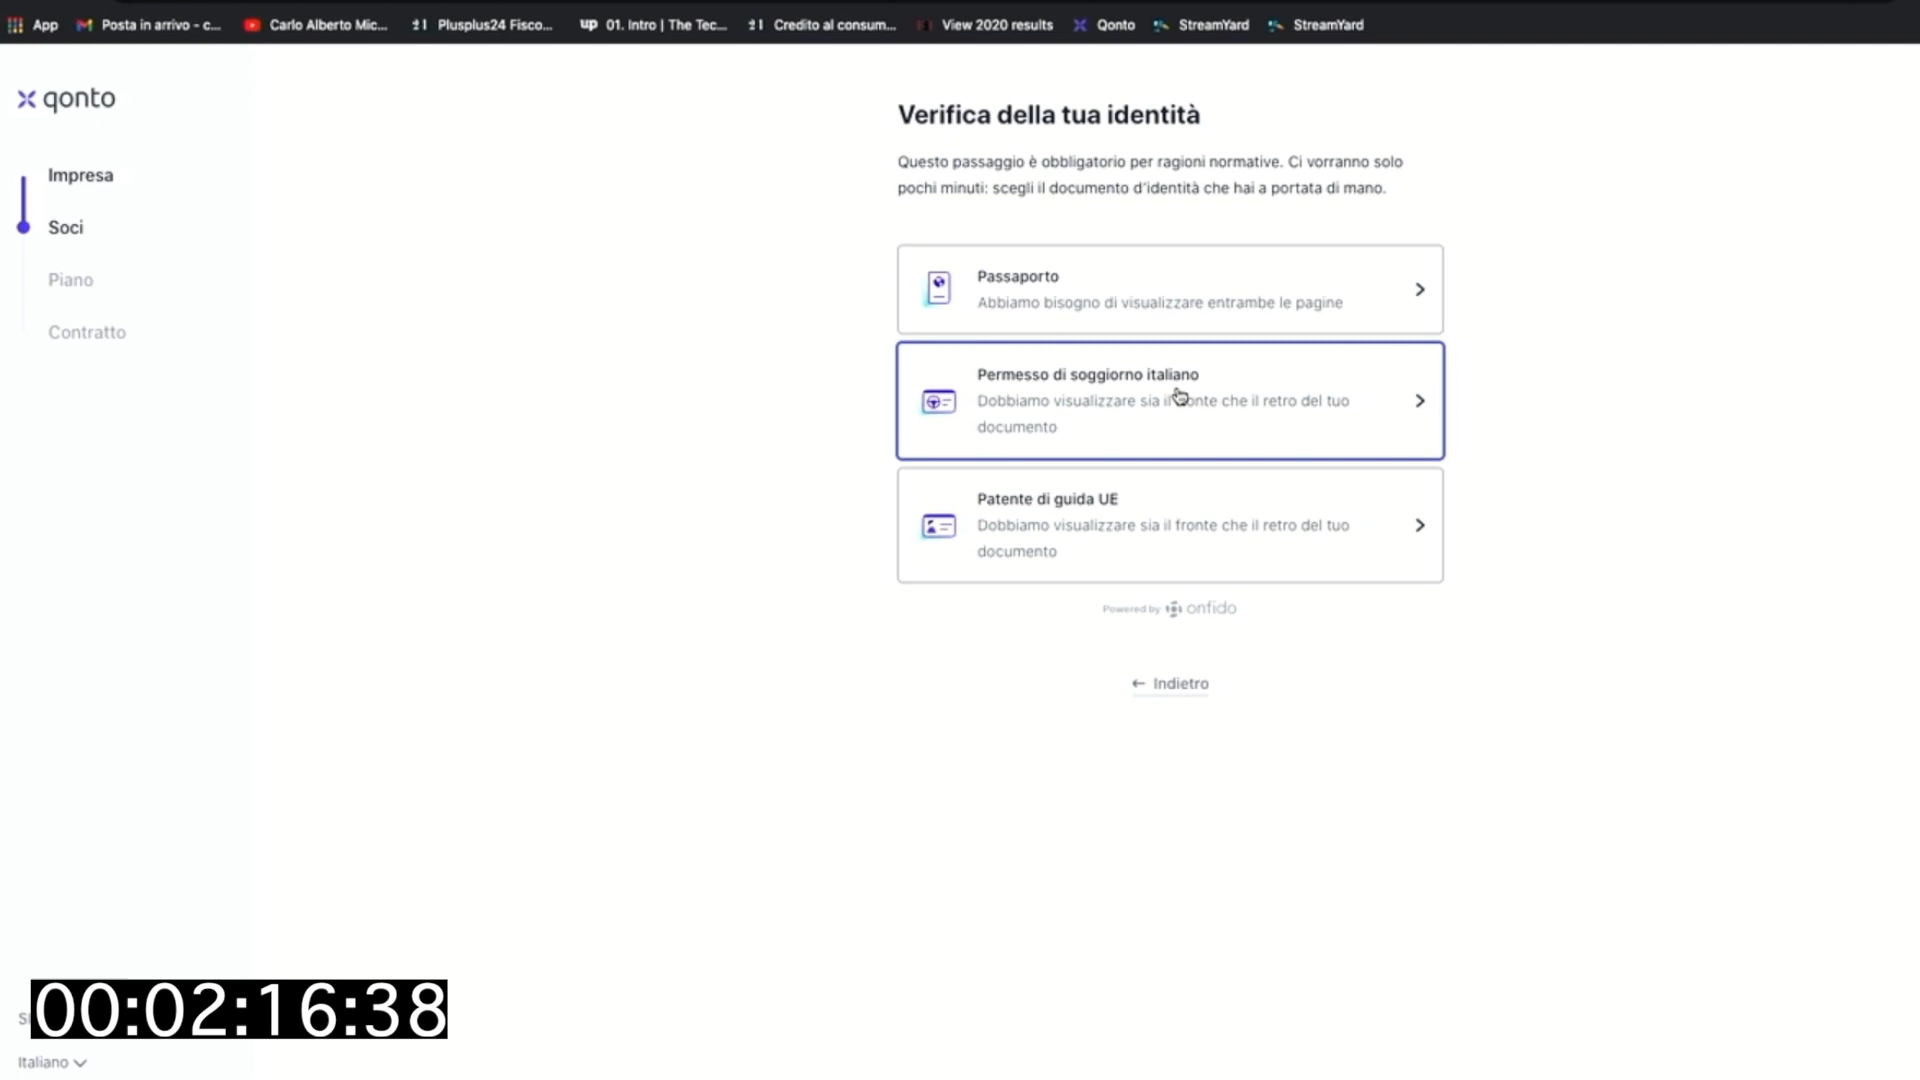 App
Posta in arrivo - c...
Carlo Alberto Mic...
21 Plusplus24 Fisco...
up 01. Intro | The Tec...
21 Credito al consum...
View 2020 results
Qonto
StreamYard
StreamYard
qonto
Impresa
Soci
Piano
Contratto
Verifica della tua identità
Questo passaggio è obbligatorio per ragioni normative. Ci vorranno solo
pochi minuti: scegli il documento d'identità che hai a portata di mano.
Passaporto
Abbiamo bisogno di visualizzare entrambe le pagine
Permesso di soggiorno italiano
Dobbiamo visualizzare sia il fronte che il retro del tuo
documento
Patente di guida UE
Dobbiamo visualizzare sia il fronte che il retro del tuo
documento
Powered by onfido
← Indietro
00:02:16:38
Italiano